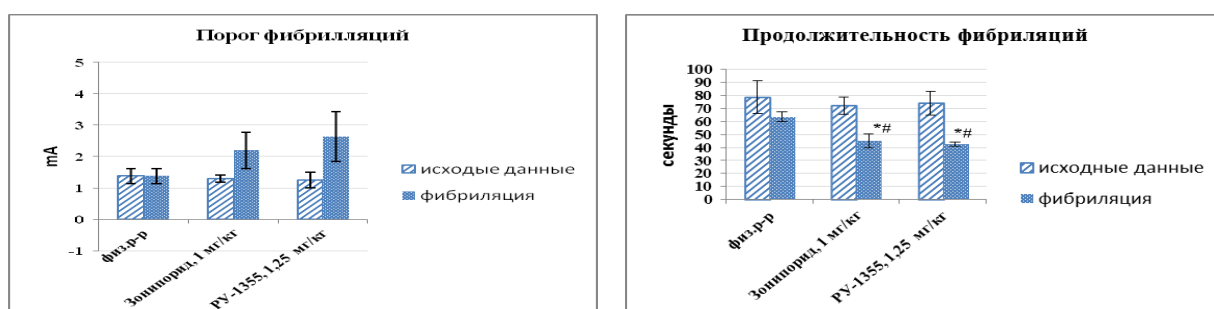 Порог фибрилляций
5
4
3
2
1
0
-1
mA
физ.р-р
Зонипорид, 1 мг/кг
РУ-1355, 1,25 мг/кг
исходые данные
фибриляция
Продолжительность фибриляций
100
90
80
70
60
50
40
30
20
10
0
секунды
*#
*#
физ.р-р
Зонипорид, 1 мг/кг
РУ-1355, 1,25 мг/кг
исходные данные
фибриляция